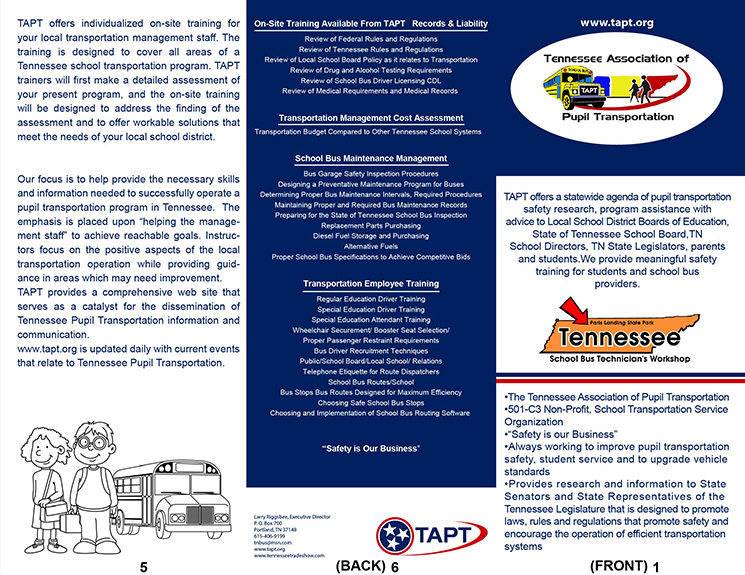 TAPT offers individualized on-site training for
your local transportation management staff. The
training is designed to cover all areas of a
Tennessee school transportation program. TAPT
trainers will first make a detailed assessment of
your present program, and the on-site training
will be designed to address the finding of the
assessment and to offer workable solutions that
meet the needs of your local school district.
Our focus is to help provide the necessary skills
and information needed to successfully operate a
pupil transportation program in Tennessee. The
emphasis is placed upon "helping the manage-
ment staff" to achieve reachable goals. Instruc-
tors focus on the positive aspects of the local
transportation operation while providing guid-
ance in areas which may need improvement.
TAPT provides a comprehensive web site that
serves as a catalyst for the dissemination of
Tennessee Pupil Transportation information and
communication.
www.tapt.org is updated daily with current events
that relate to Tennessee Pupil Transportation.
5
On-Site Training Available From TAPT Records & Liability
Review of Federal Rules and Regulations
Review of Tennessee Rules and Regulations
Review of Local School Board Policy as it relates to Transportation
Review of Drug and Alcohol Testing Requirements
Review of School Bus Driver Licensing CDL
Review of Medical Requirements and Medical Records
Transportation Management Cost Assessment
Transportation Budget Compared to Other Tennessee School Systems
School Bus Maintenance Management
Bus Garage Safety Inspection Procedures
Designing a Preventative Maintenance Program for Buses
Determining Proper Bus Maintenance Intervals, Required Procedures
Maintaining Proper and Required Bus Maintenance Records
Preparing for the State of Tennessee School Bus Inspection
Replacement Parts Purchasing
Diesel Fuel Storage and Purchasing
Alternative Fuels
Proper School Bus Specifications to Achieve Competitive Bids
Transportation Employee Training
Regular Education Driver Training
Special Education Driver Training
Special Education Attendant Training
Wheelchair Securement/ Booster Seat Selection/
Proper Passenger Restraint Requirements
Bus Driver Recruitment Techniques
Public/School Board/Local School/ Relations
Telephone Etiquette for Route Dispatchers
School Bus Routes/School
Bus Stops Bus Routes Designed for Maximum Efficiency
Choosing Safe School Bus Stops
Choosing and Implementation of School Bus Routing Software
"Safety is Our Business"
Larry Riggsbee, Executive Director
P. O. Box 700
Portland, TN 37148
615-406-9199
tnbus@msn.com
www.tapt.org
www.tennesseetradeshow.com
TAPT
(BACK) 6
www.tapt.org
Tennessee Association of
SCHOOL BUS
TAPT
Pupil Transportation
TAPT offers a statewide agenda of pupil transportation
safety research, program assistance with
advice to Local School District Boards of Education,
State of Tennessee School Board,TN
School Directors, TN State Legislators, parents
and students.We provide meaningful safety
training for students and school bus
providers.
Paris Landing State Park
Tennessee
School Bus Technician's Workshop
•The Tennessee Association of Pupil Transportation
•501-C3 Non-Profit, School Transportation Service
Organization
•"Safety is our Business"
•Always working to improve pupil transportation
safety, student service and to upgrade vehicle
standards
•Provides research and information to State
Senators and State Representatives of the
Tennessee Legislature that is designed to promote
laws, rules and regulations that promote safety and
encourage the operation of efficient transportation
systems
(FRONT) 1